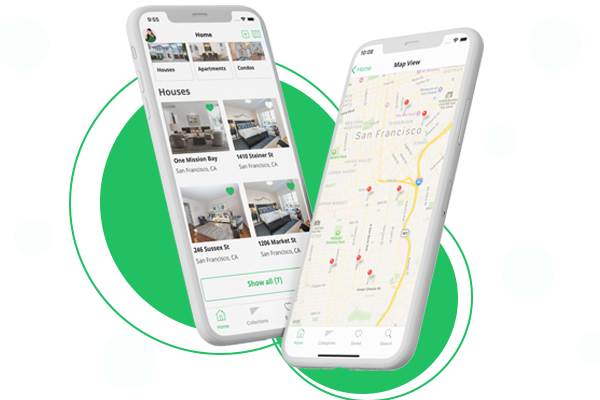 9:55
Home
Houses
Apartments
Condos
Houses
One Mission Bay
San Francisco, CA
1410 Steiner St
San Francisco, CA
246 Sussex St
San Francisco, CA
1206 Market St
San Francisco, CA
Show all (7)
Home
Collections
10:08
Home
Map View
San Francisco
Home
Categories
Saved
Search